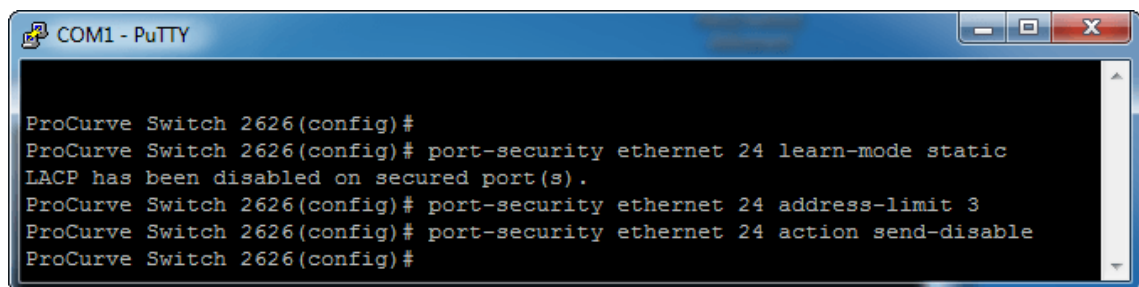 COM1 - PuTTY
ProCurve Switch 2626(config)#
ProCurve Switch 2626(config)# port-security ethernet 24 learn-mode static
LACP has been disabled on secured port(s).
ProCurve Switch 2626(config)# port-security ethernet 24 address-limit 3
ProCurve Switch 2626(config)# port-security ethernet 24 action send-disable
ProCurve Switch 2626(config)#